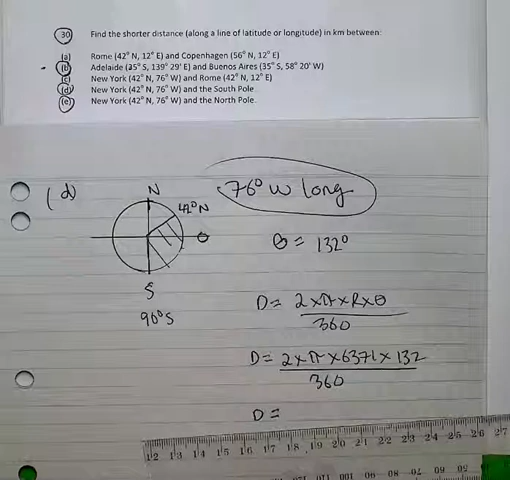 30 Find the shorter distance (along a line of latitude or longitude) in km between:
(a) Rome (42° N, 12° E) and Copenhagen (56° N, 12° E)
(b) Adelaide (35° S, 139° 29' E) and Buenos Aires (35° S, 58° 20' W)
(c) New York (42° N, 76° W) and Rome (42° N, 12° E)
(d) New York (42° N, 76° W) and the South Pole
(e) New York (42° N, 76° W) and the North Pole.
(d) N 76° W long
42° N
θ = 132°
S
90°S
D = 2×π×R×θ
360
D = 2×π×6371×132
360
D =
12 13 14 15 16 17 18 19 20 21 22 23 24 25 26 27